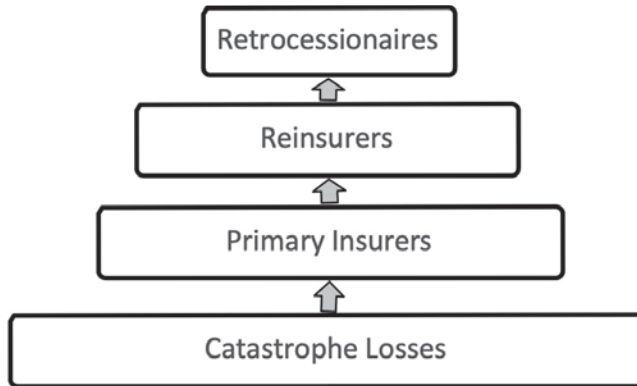 Retrocessionaires
Reinsurers
Primary Insurers
Catastrophe Losses